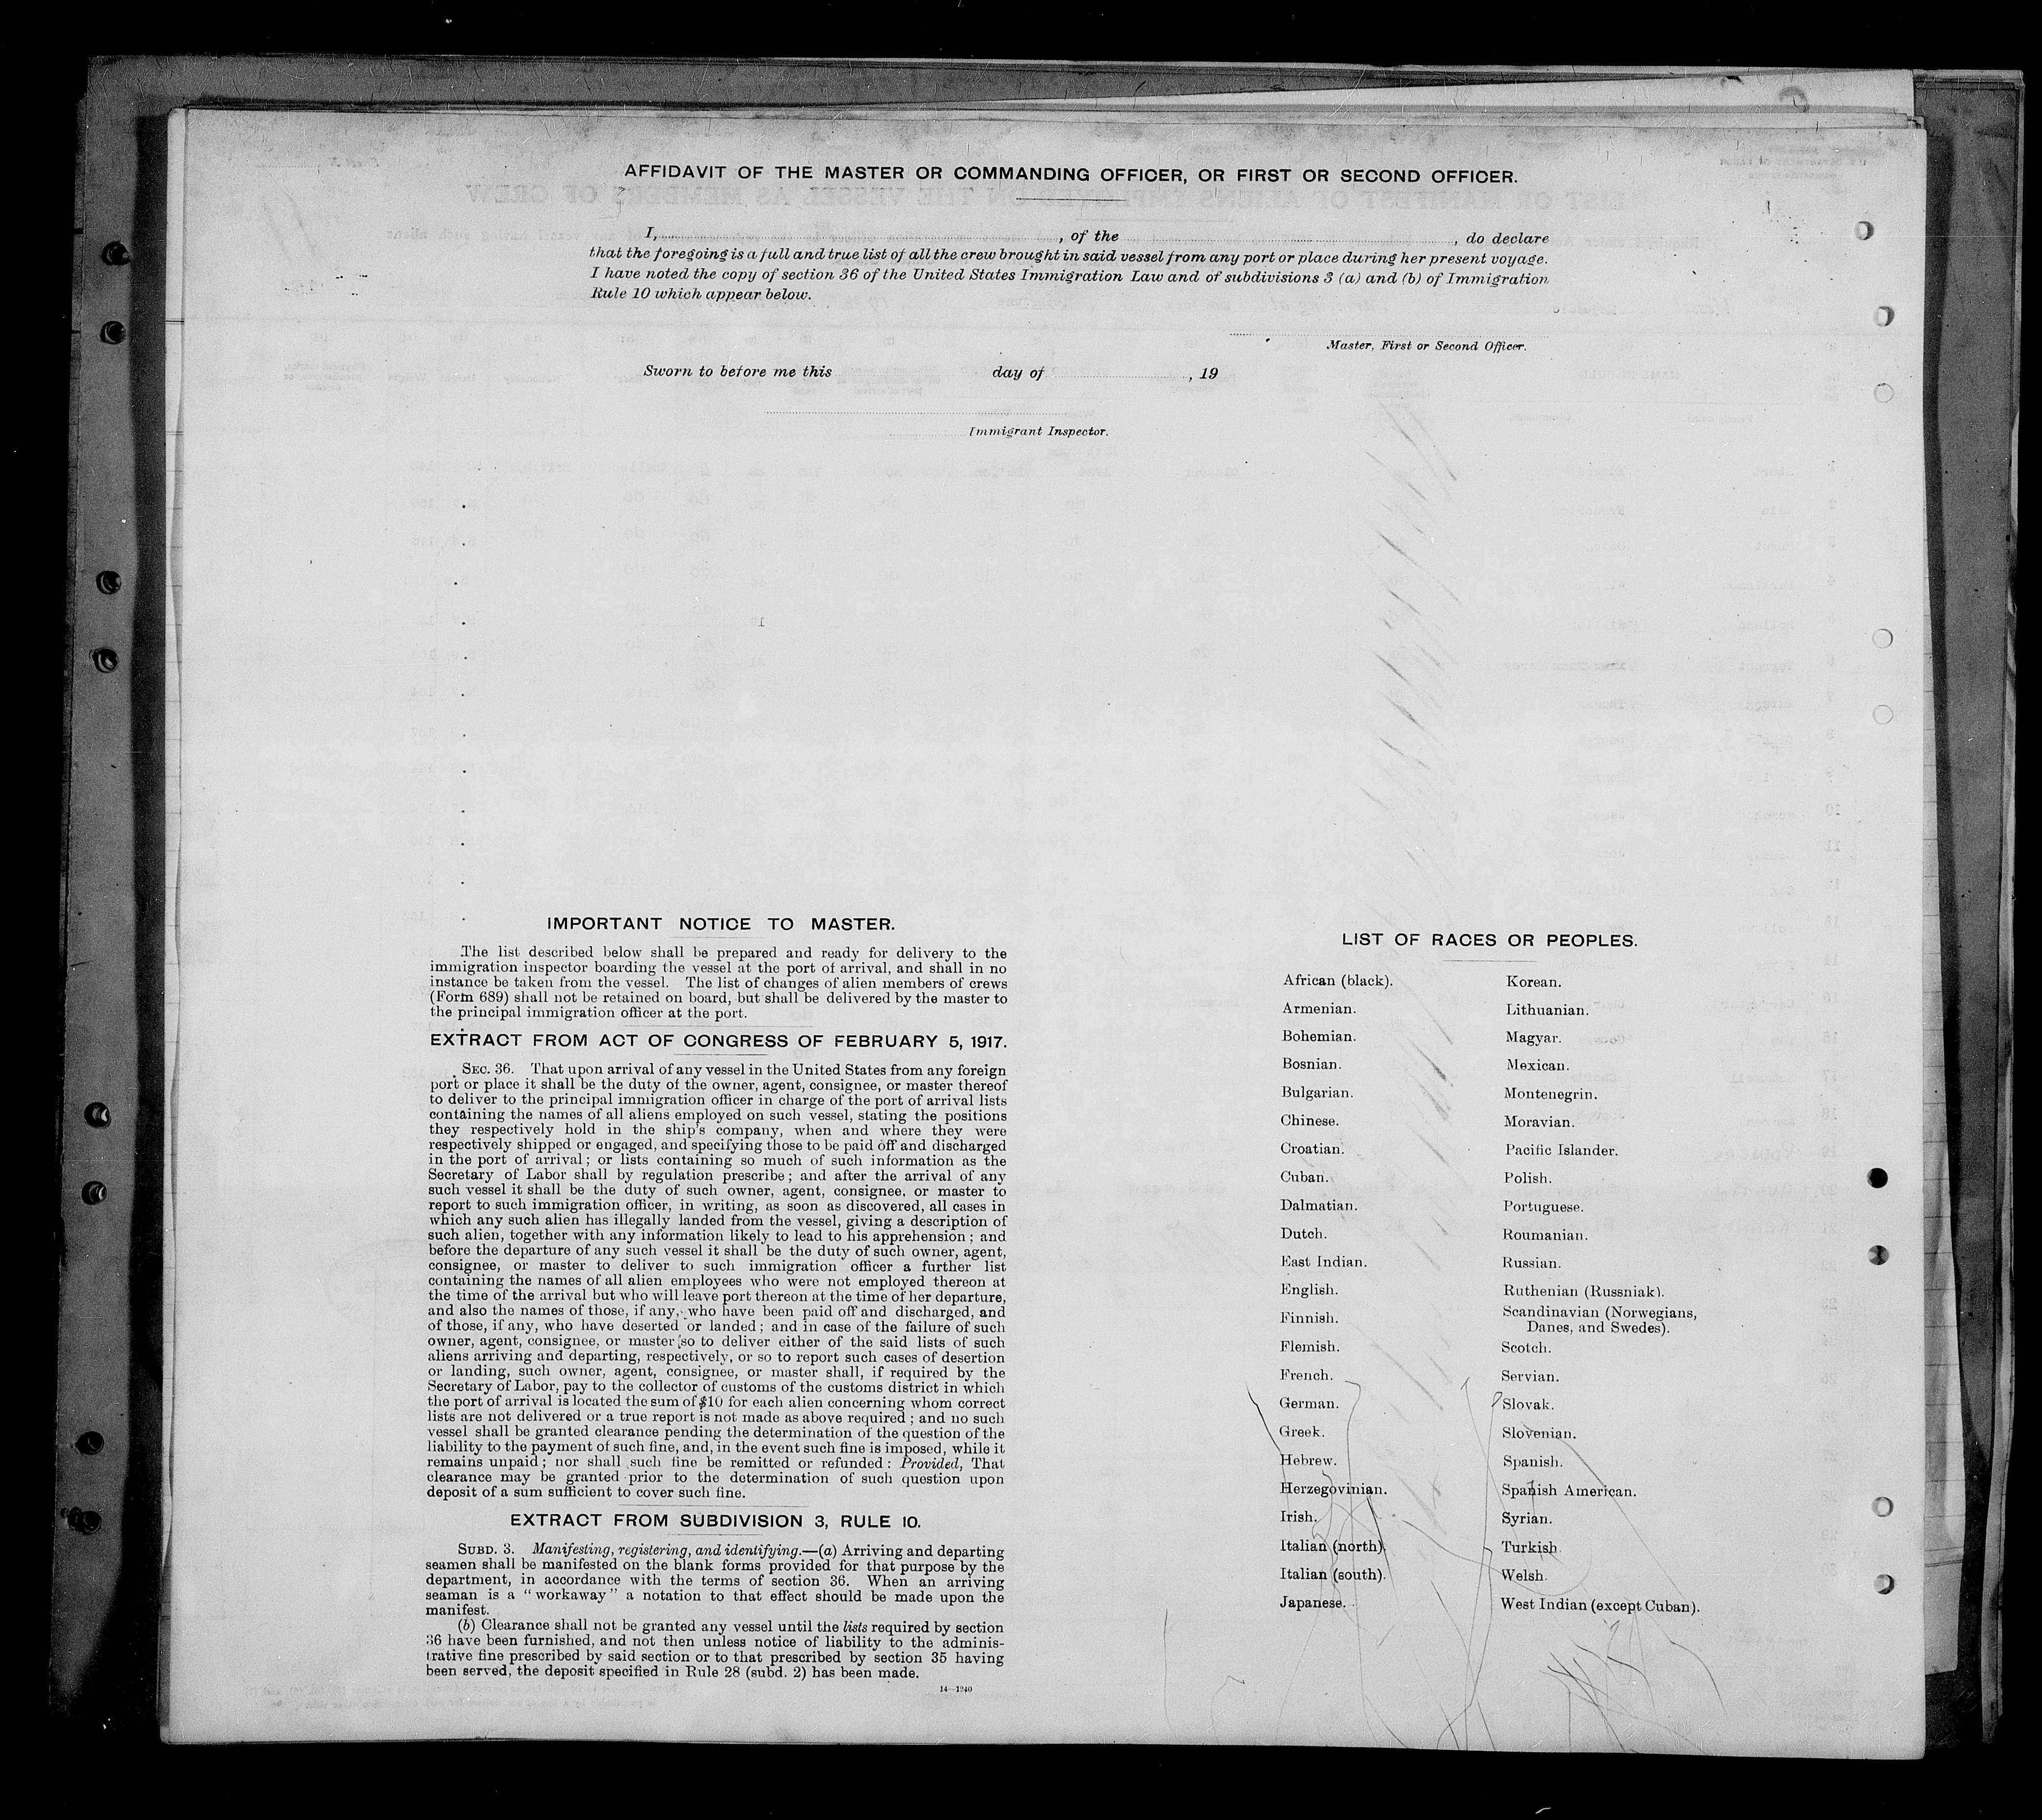 AFFIDAVIT OF THE MASTER OR COMMANDING OFFICER, OR FIRST OR SECOND OFFICER.
I, , of the , do declare
that the foregoing is a full and true list of all the crew brought in said vessel from any port or place during her present voyage.
I have noted the copy of section 36 of the United States Immigration Law and of subdivisions 3 (a) and (b) of Immigration
Rule 10 which appear below.
Master, First or Second Officer.
Sworn to before me this day of , 19
Immigrant Inspector.
IMPORTANT NOTICE TO MASTER.
The list described below shall be prepared and ready for delivery to the
immigration inspector boarding the vessel at the port of arrival, and shall in no
instance be taken from the vessel. The list of changes of alien members of crews
(Form 689) shall not be retained on board, but shall be delivered by the master to
the principal immigration officer at the port.
EXTRACT FROM ACT OF CONGRESS OF FEBRUARY 5, 1917.
SEC. 36. That upon arrival of any vessel in the United States from any foreign
port or place it shall be the duty of the owner, agent, consignee, or master thereof
to deliver to the principal immigration officer in charge of the port of arrival lists
containing the names of all aliens employed on such vessel, stating the positions
they respectively hold in the ship's company, when and where they were
respectively shipped or engaged, and specifying those to be paid off and discharged
in the port of arrival; or lists containing so much of such information as the
Secretary of Labor shall by regulation prescribe; and after the arrival of any
such vessel it shall be the duty of such owner, agent, consignee, or master to
report to such immigration officer, in writing, as soon as discovered, all cases in
which any such alien has illegally landed from the vessel, giving a description of
such alien, together with any information likely to lead to his apprehension; and
before the departure of any such vessel it shall be the duty of such owner, agent,
consignee, or master to deliver to such immigration officer a further list
containing the names of all alien employees who were not employed thereon at
the time of the arrival but who will leave port thereon at the time of her departure,
and also the names of those, if any, who have been paid off and discharged, and
of those, if any, who have deserted or landed; and in case of the failure of such
owner, agent, consignee, or master so to deliver either of the said lists of such
aliens arriving and departing, respectively, or so to report such cases of desertion
or landing, such owner, agent, consignee, or master shall, if required by the
Secretary of Labor, pay to the collector of customs of the customs district in which
the port of arrival is located the sum of $10 for each alien concerning whom correct
lists are not delivered or a true report is not made as above required; and no such
vessel shall be granted clearance pending the determination of the question of the
liability to the payment of such fine, and, in the event such fine is imposed, while it
remains unpaid; nor shall such fine be remitted or refunded: Provided, That
clearance may be granted prior to the determination of such question upon
deposit of a sum sufficient to cover such fine.
EXTRACT FROM SUBDIVISION 3, RULE 10.
SUBD. 3. Manifesting, registering, and identifying.—(a) Arriving and departing
seamen shall be manifested on the blank forms provided for that purpose by the
department, in accordance with the terms of section 36. When an arriving
seaman is a "workaway" a notation to that effect should be made upon the
manifest.
(b) Clearance shall not be granted any vessel until the lists required by section
36 have been furnished, and not then unless notice of liability to the adminis-
trative fine prescribed by said section or to that prescribed by section 35 having
been served, the deposit specified in Rule 28 (subd. 2) has been made.
14—1240
LIST OF RACES OR PEOPLES.
African (black).
Armenian.
Bohemian.
Bosnian.
Bulgarian.
Chinese.
Croatian.
Cuban.
Dalmatian.
Dutch.
East Indian.
English.
Finnish.
Flemish.
French.
German.
Greek.
Hebrew.
Herzegovinian.
Irish.
Italian (north).
Italian (south).
Japanese.
Korean.
Lithuanian.
Magyar.
Mexican.
Montenegrin.
Moravian.
Pacific Islander.
Polish.
Portuguese.
Roumanian.
Russian.
Ruthenian (Russniak).
Scandinavian (Norwegians,
Danes, and Swedes).
Scotch.
Servian.
Slovak.
Slovenian.
Spanish.
Spanish American.
Syrian.
Turkish.
Welsh.
West Indian (except Cuban).